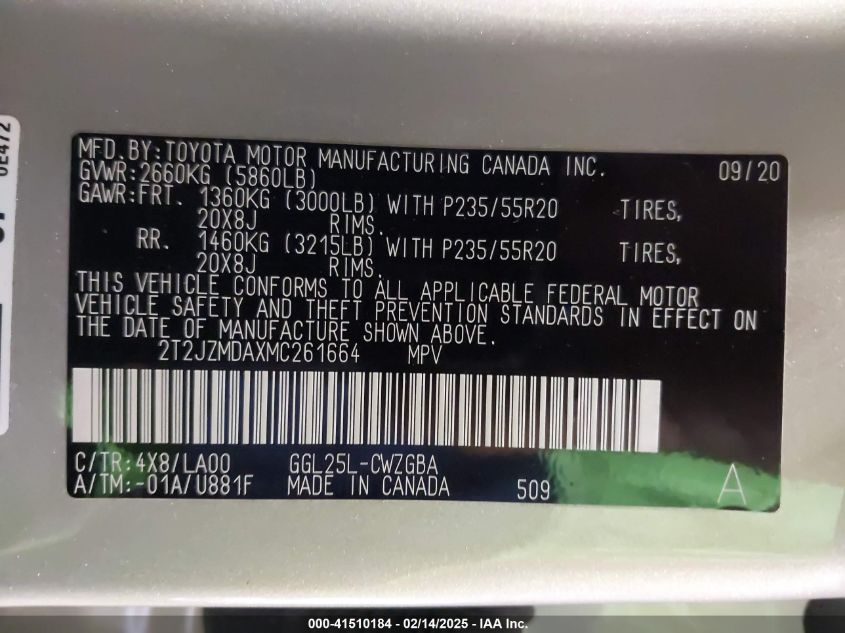 0E472
MFD.BY:TOYOTA MOTOR MANUFACTURING CANADA INC. 09/20
GVWR:2660KG (5860LB)
GAWR:FRT. 1360KG (3000LB) WITH P235/55R20 TIRES,
20X8J RIMS.
RR. 1460KG (3215LB) WITH P235/55R20 TIRES,
20X8J RIMS.
THIS VEHICLE CONFORMS TO ALL APPLICABLE FEDERAL MOTOR
VEHICLE SAFETY AND THEFT PREVENTION STANDARDS IN EFFECT ON
THE DATE OF MANUFACTURE SHOWN ABOVE.
2T2JZMDAXMC261664 MPV
C/TR:4X8/LA00 GGL25L-CWZGBA
A/TM:-01A/U881F MADE IN CANADA 509 A
000-41510184 - 02/14/2025 - IAA Inc.